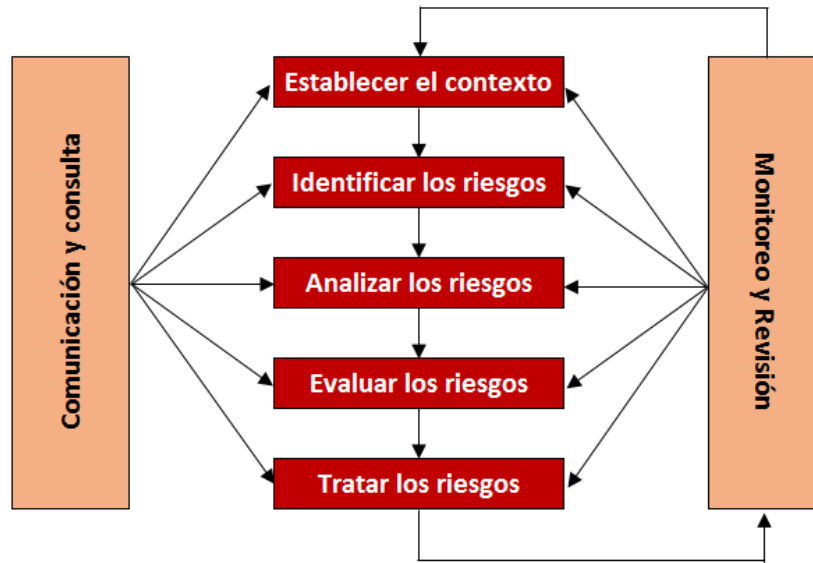 Comunicación y consulta
Establecer el contexto
Identificar los riesgos
Analizar los riesgos
Evaluar los riesgos
Tratar los riesgos
Monitoreo y Revisión